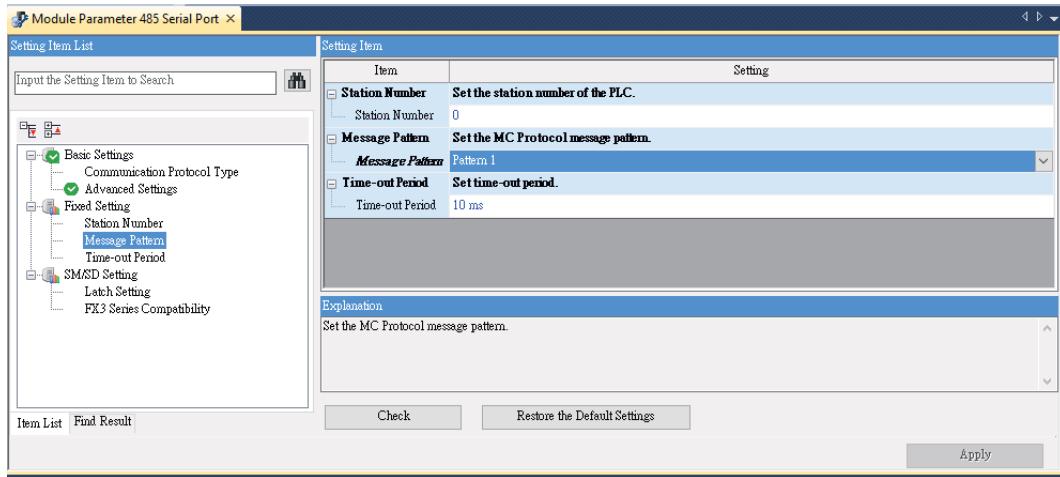 Module Parameter 485 Serial Port
Setting Item List
Input the Setting Item to Search
Basic Settings
Communication Protocol Type
Advanced Settings
Fixed Setting
Station Number
Message Pattern
Time-out Period
SM/SD Setting
Latch Setting
FX3 Series Compatibility
Item List Find Result
Setting Item
Item Setting
Station Number Set the station number of the PLC.
Station Number 0
Message Pattern Set the MC Protocol message pattern.
Message Pattern Pattern 1
Time-out Period Set time-out period.
Time-out Period 10 ms
Explanation
Set the MC Protocol message pattern.
Check Restore the Default Settings
Apply